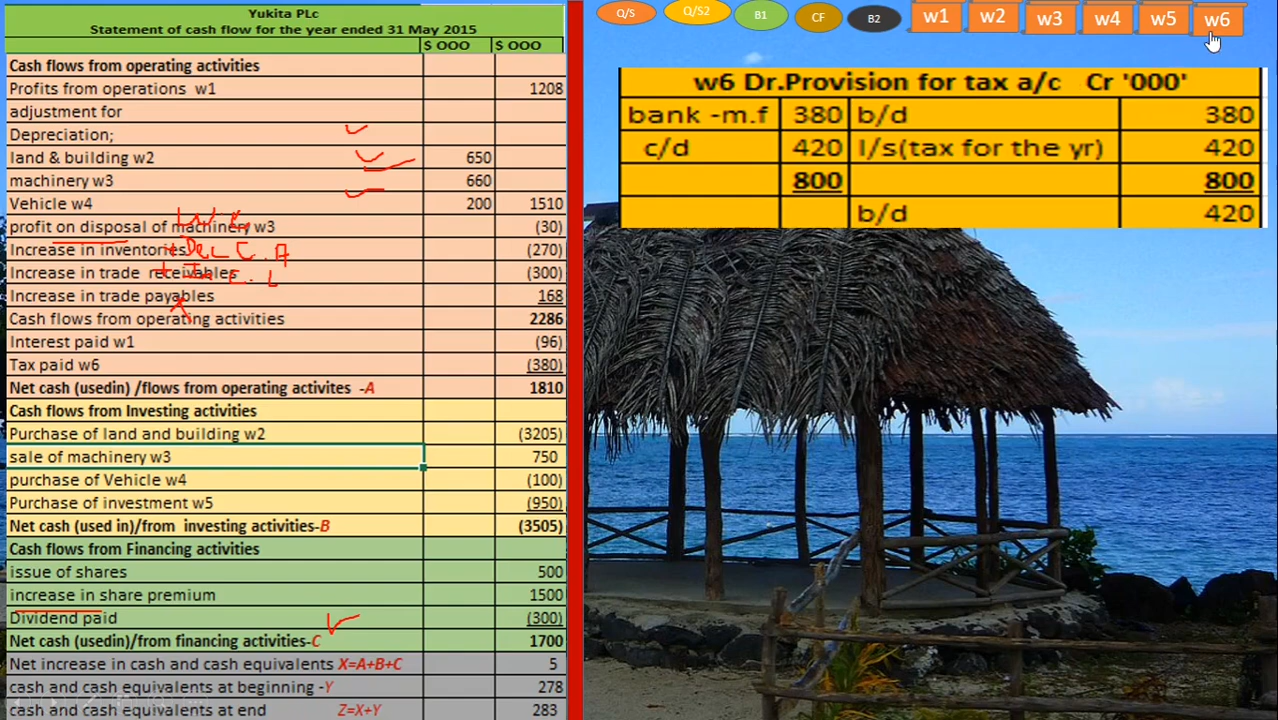 Yukita PLc
Statement of cash flow for the year ended 31 May 2015
$ OOO $ OOO
Cash flows from operating activities
Profits from operations w1 1208
adjustment for
Depreciation;
land & building w2 650
machinery w3 660
Vehicle w4 200 1510
profit on disposal of machinery w3 (30)
Increase in inventories (270)
Increase in trade receivables (300)
Increase in trade payables 168
Cash flows from operating activities 2286
Interest paid w1 (96)
Tax paid w6 (380)
Net cash (usedin) /flows from operating activites -A 1810
Cash flows from Investing activities
Purchase of land and building w2 (3205)
sale of machinery w3 750
purchase of Vehicle w4 (100)
Purchase of investment w5 (950)
Net cash (used in)/from investing activities-B (3505)
Cash flows from Financing activities
issue of shares 500
increase in share premium 1500
Dividend paid (300)
Net cash (usedin)/from financing activities-C 1700
Net increase in cash and cash equivalents X=A+B+C 5
cash and cash equivalents at beginning -Y 278
cash and cash equivalents at end Z=X+Y 283
+ Dec C.A
Q/S Q/S2 B1 CF B2 w1 w2 w3 w4 w5 w6
w6 Dr.Provision for tax a/c Cr '000'
bank -m.f 380 b/d 380
c/d 420 I/s(tax for the yr) 420
800 800
b/d 420